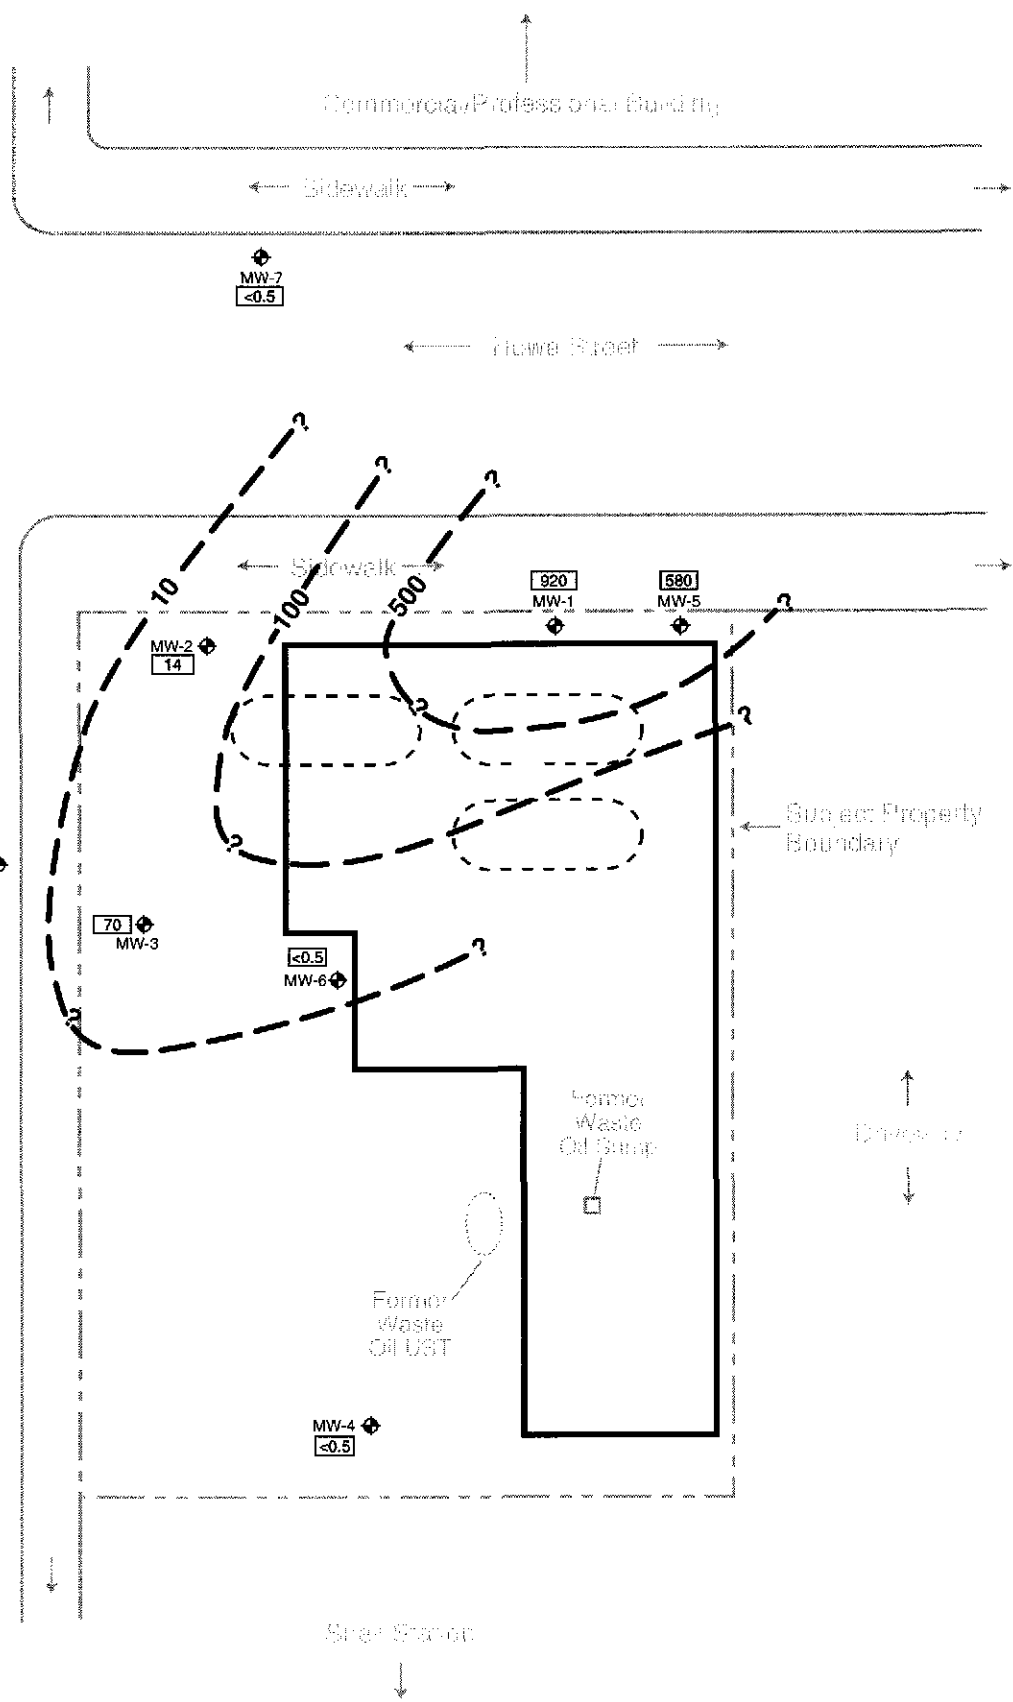 Commercial/Professional Building
Sidewalk
MW-7
<0.5
Howe Street
?
?
?
10
100
500
Sidewalk
920
MW-1
580
MW-5
?
MW-2
14
?
?
?
Subject Property
Boundary
70
MW-3
<0.5
MW-6
?
?
Former
Waste
Oil Sump
Driveway
Former
Waste
Oil UST
MW-4
<0.5
Station